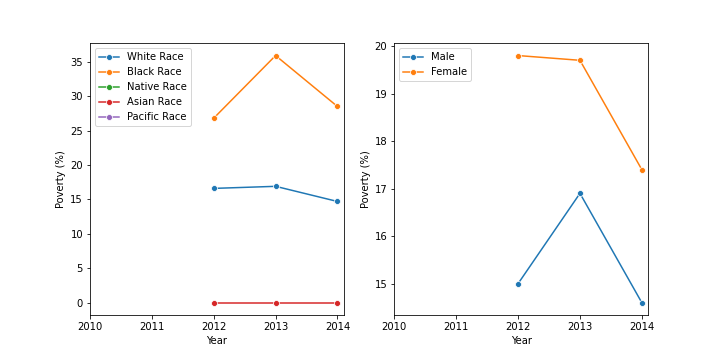 White Race
Black Race
Native Race
Asian Race
Pacific Race
35
30
25
20
15
10
5
0
Poverty (%)
2010 2011 2012 2013 2014
Year
Male
Female
20
19
18
17
16
15
Poverty (%)
2010 2011 2012 2013 2014
Year